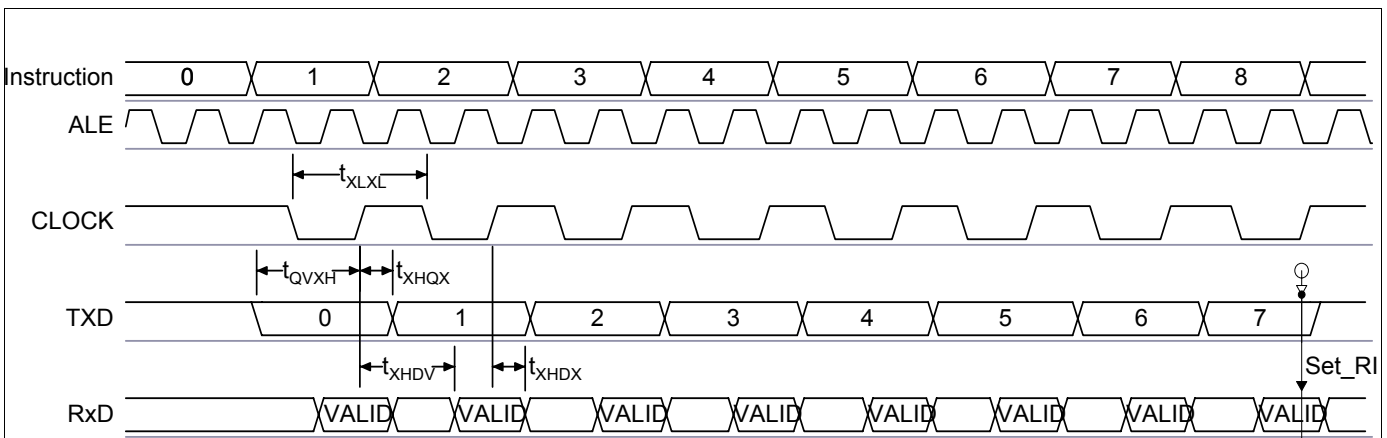 Instruction 0 1 2 3 4 5 6 7 8
ALE
tXLXL
CLOCK
tQVXH tXHQX
TXD 0 1 2 3 4 5 6 7
tXHDV tXHDX Set_RI
RxD VALID VALID VALID VALID VALID VALID VALID VALID